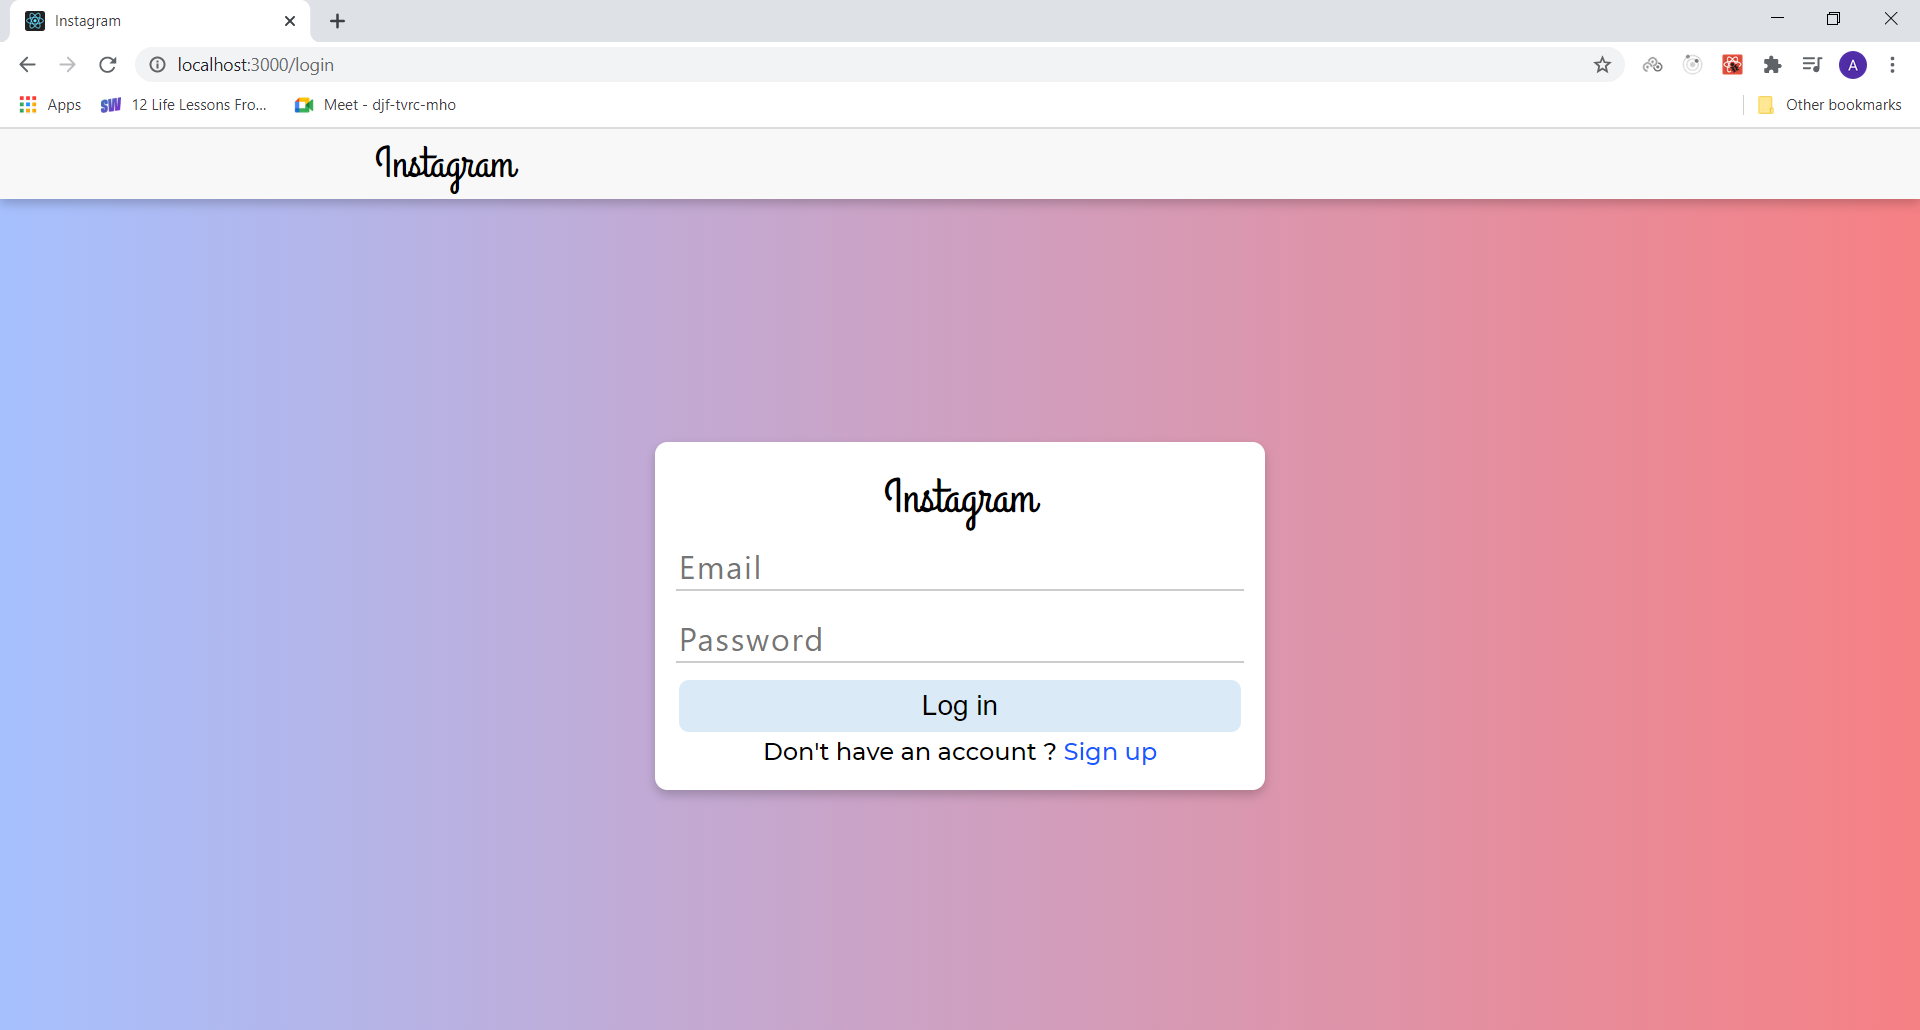 Instagram
localhost:3000/login
A
Apps
SW 12 Life Lessons Fro...
Meet - djf-tvrc-mho
Other bookmarks
Instagram
Instagram
Email
Password
Log in
Don't have an account ? Sign up